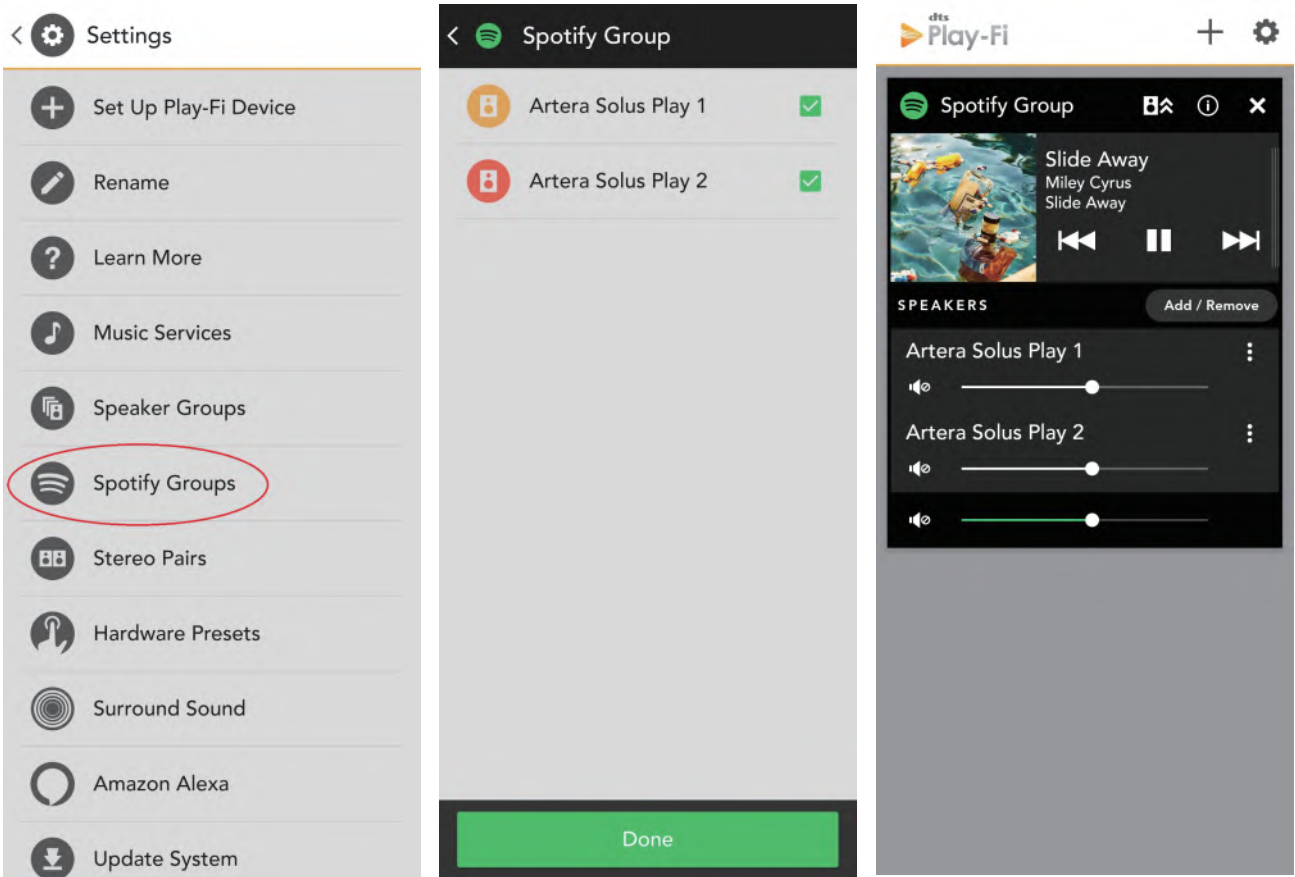 Settings
Set Up Play-Fi Device
Rename
Learn More
Music Services
Speaker Groups
Spotify Groups
Stereo Pairs
Hardware Presets
Surround Sound
Amazon Alexa
Update System
Spotify Group
Artera Solus Play 1
Artera Solus Play 2
Done
dts
Play-Fi
Spotify Group
Slide Away
Miley Cyrus
Slide Away
SPEAKERS
Add / Remove
Artera Solus Play 1
Artera Solus Play 2